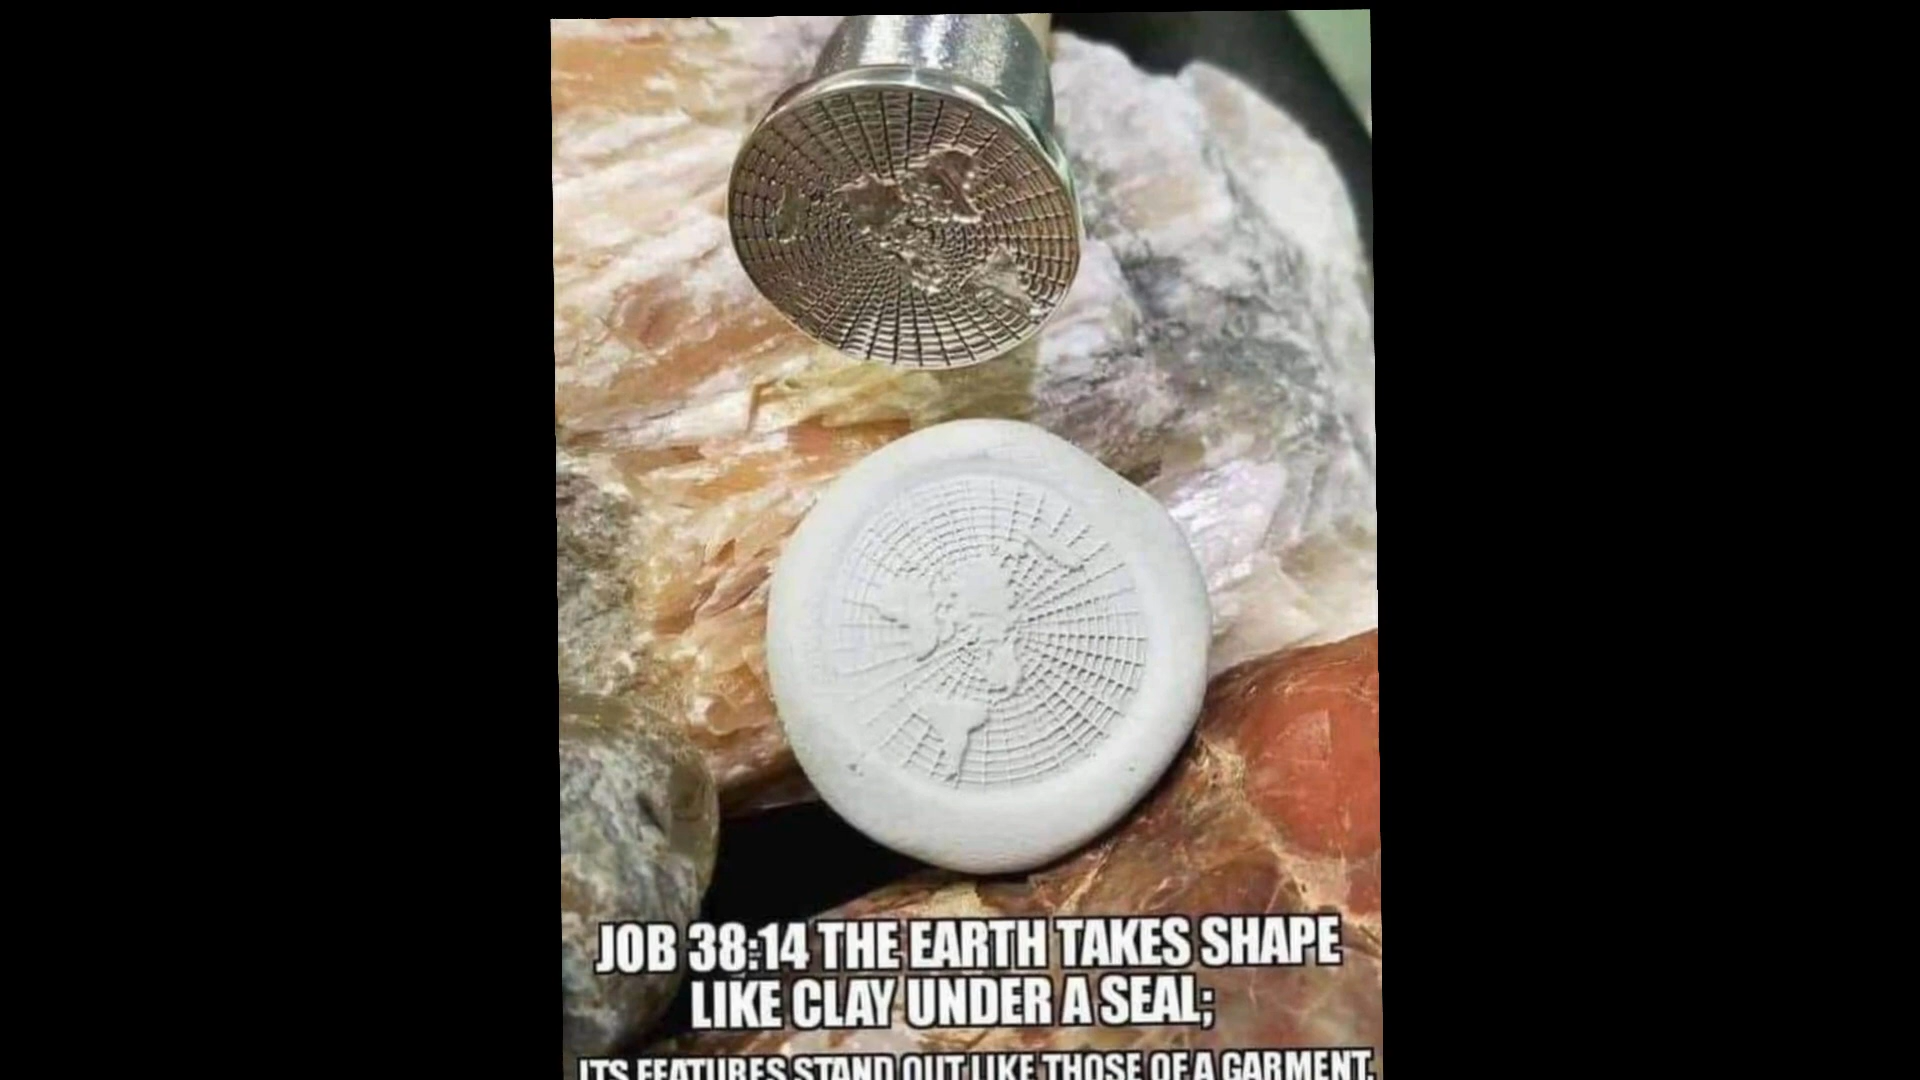 JOB 38:14 THE EARTH TAKES SHAPE
LIKE CLAY UNDER A SEAL;
ITS FEATURES STAND OUT LIKE THOSE OF A GARMENT.